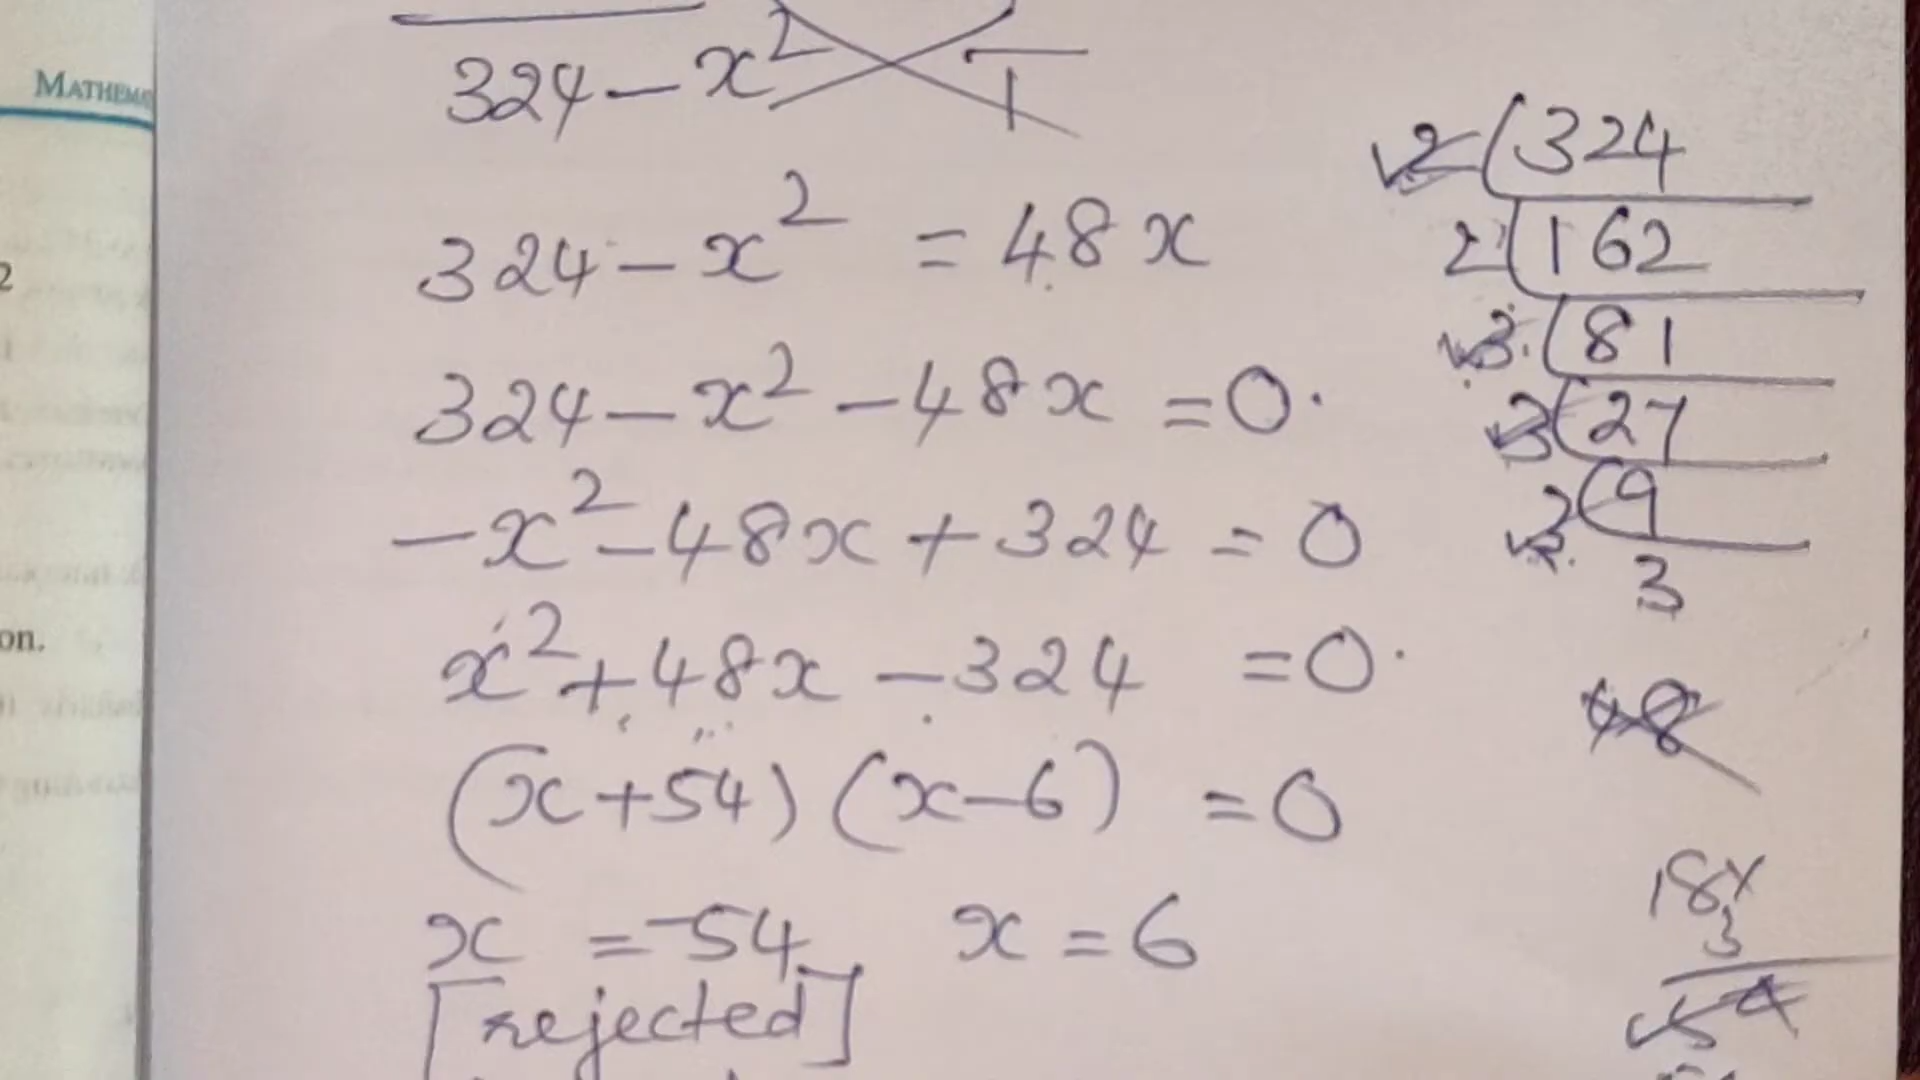 MATHEMA
324 - x² 1
324 - x² = 48x
324 - x² - 48x = 0.
-x² - 48x + 324 = 0
x² + 48x - 324 = 0.
(x+54) (x-6) = 0
x = -54 x = 6
[rejected]
2 324
2 162
3 81
3 27
3 9
3
48
18 x
3
54
2
on.